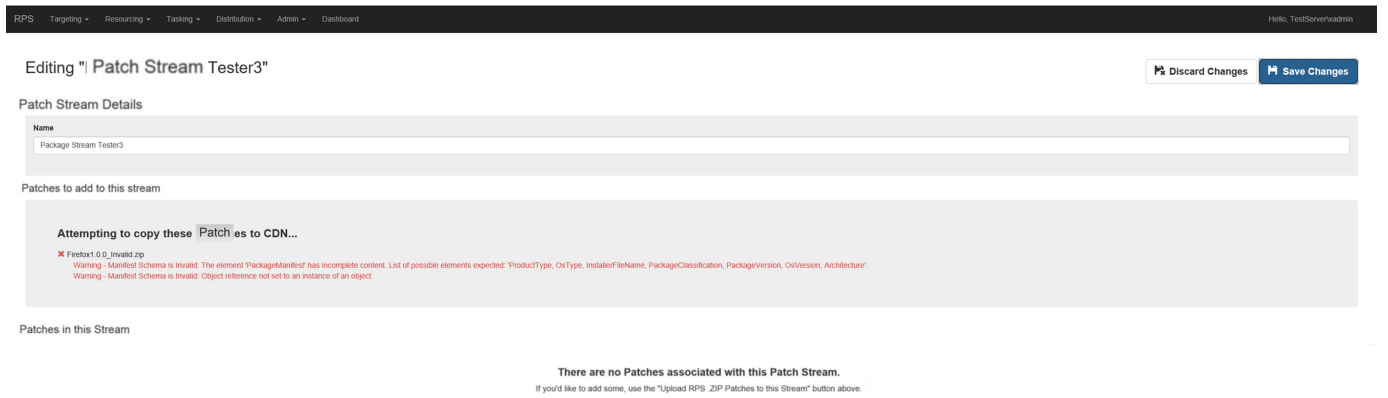 RPS Targeting Resourcing Tasking Distribution Admin Dashboard Hello, TestServer\xadmin
Editing "| Patch Stream Tester3"
Discard Changes Save Changes
Patch Stream Details
Name
Package Stream Tester3
Patches to add to this stream
Attempting to copy these Patch es to CDN...
Firefox1.0.0_Invalid.zip
Warning - Manifest Schema is Invalid: The element 'PackageManifest' has incomplete content. List of possible elements expected: 'ProductType, OsType, InstallerFileName, PackageClassification, PackageVersion, OsVersion, Architecture'.
Warning - Manifest Schema is Invalid: Object reference not set to an instance of an object.
Patches in this Stream
There are no Patches associated with this Patch Stream.
If you'd like to add some, use the "Upload RPS .ZIP Patches to this Stream" button above.